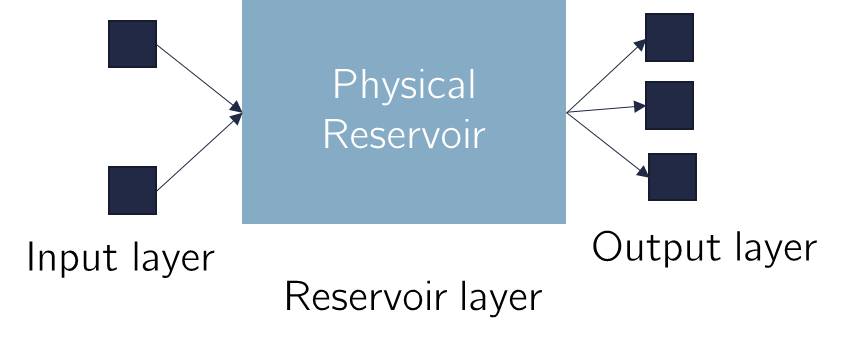 Physical
Reservoir
Input layer
Output layer
Reservoir layer